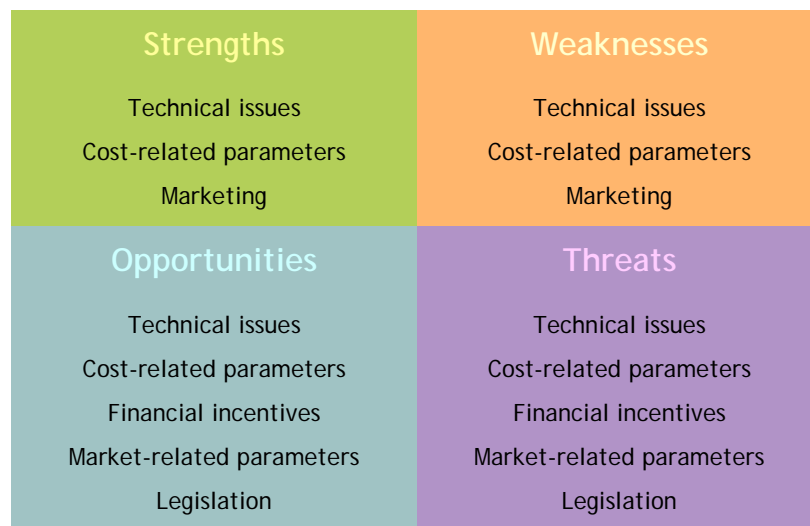 Strengths
Technical issues
Cost-related parameters
Marketing
Weaknesses
Technical issues
Cost-related parameters
Marketing
Opportunities
Technical issues
Cost-related parameters
Financial incentives
Market-related parameters
Legislation
Threats
Technical issues
Cost-related parameters
Financial incentives
Market-related parameters
Legislation